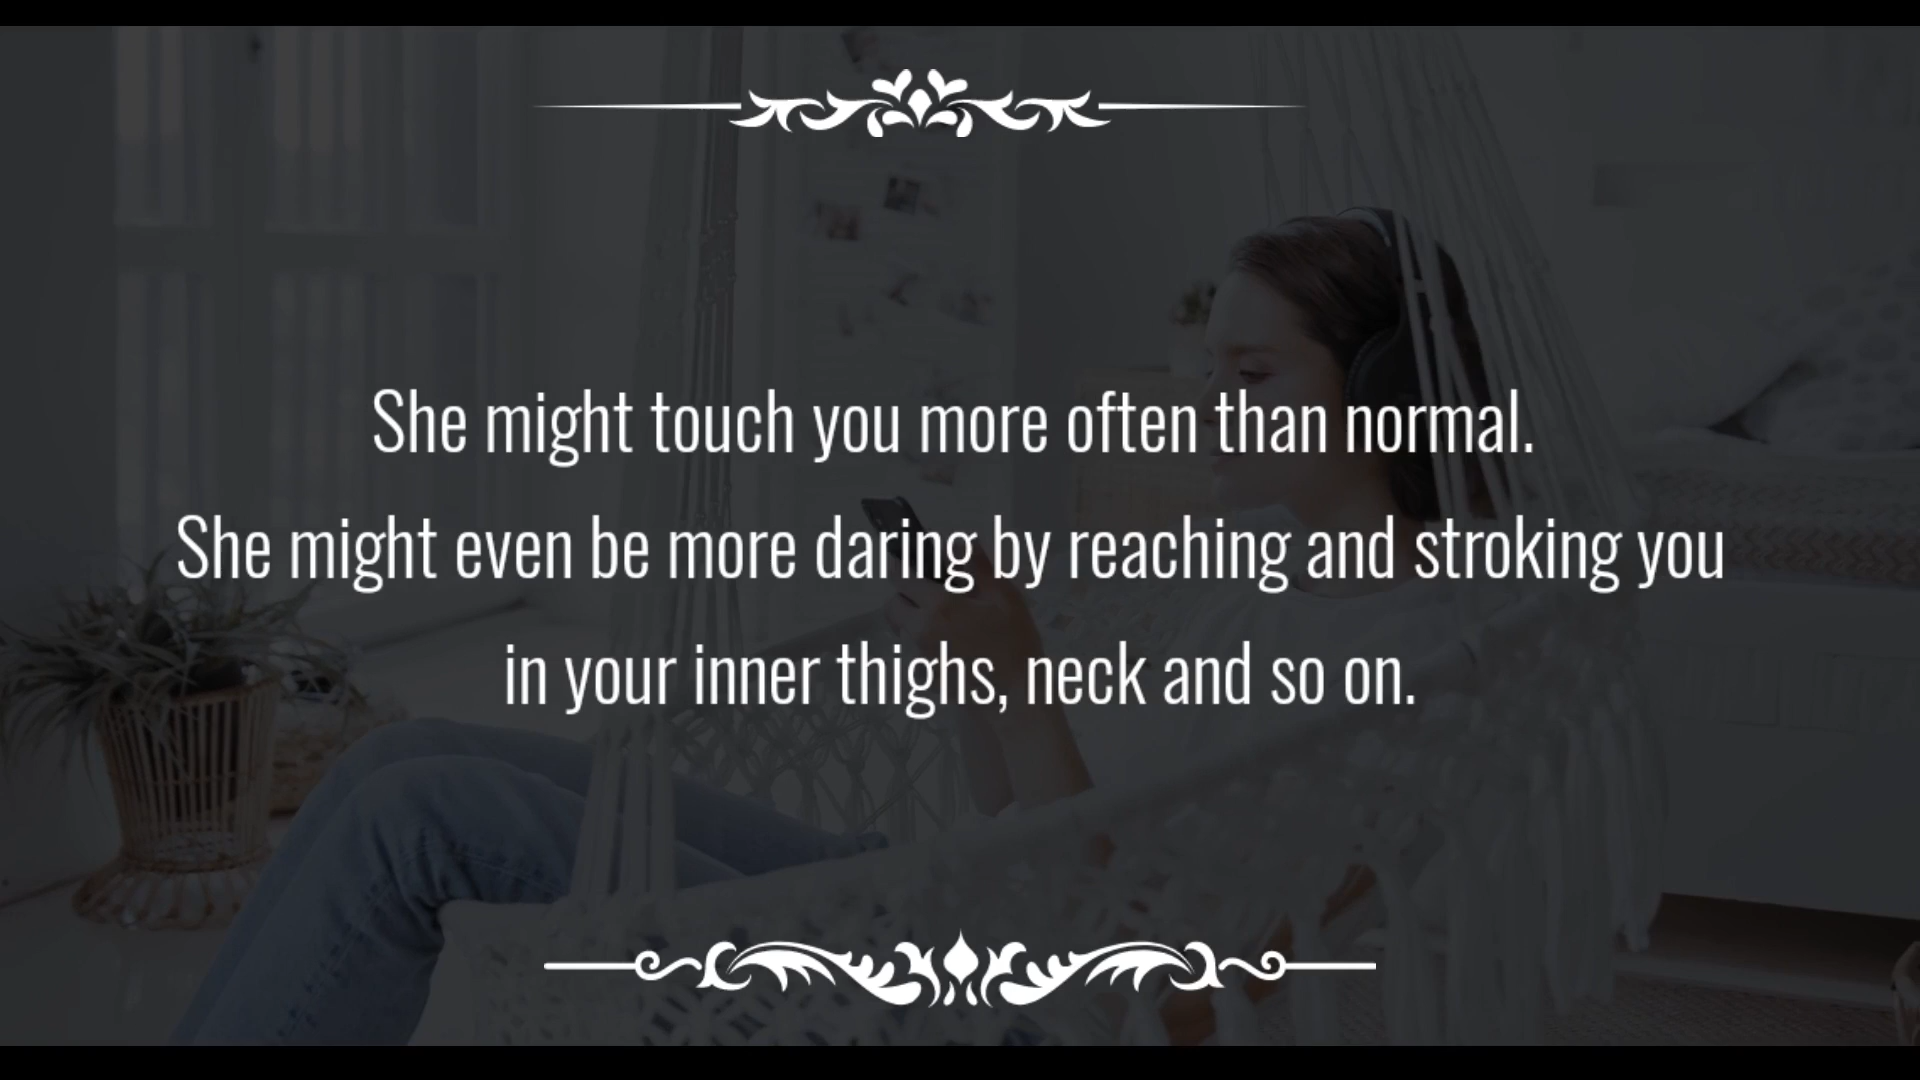 She might touch you more often than normal.
She might even be more daring by reaching and stroking you
in your inner thighs, neck and so on.